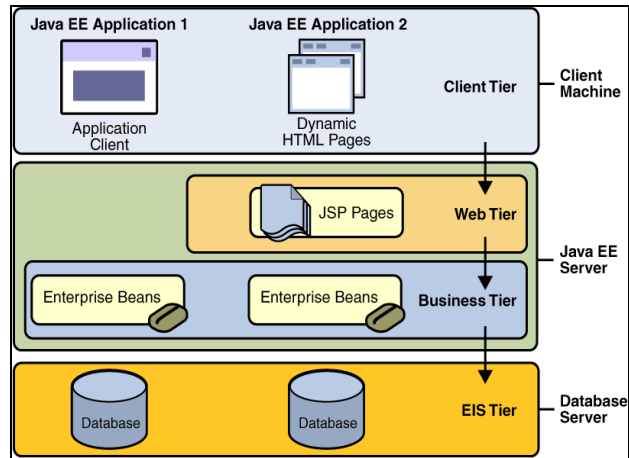 Java EE Application 1
Java EE Application 2
Application
Client
Dynamic
HTML Pages
Client Tier
Client
Machine
JSP Pages
Web Tier
Java EE
Server
Enterprise Beans
Enterprise Beans
Business Tier
Database
Database
EIS Tier
Database
Server